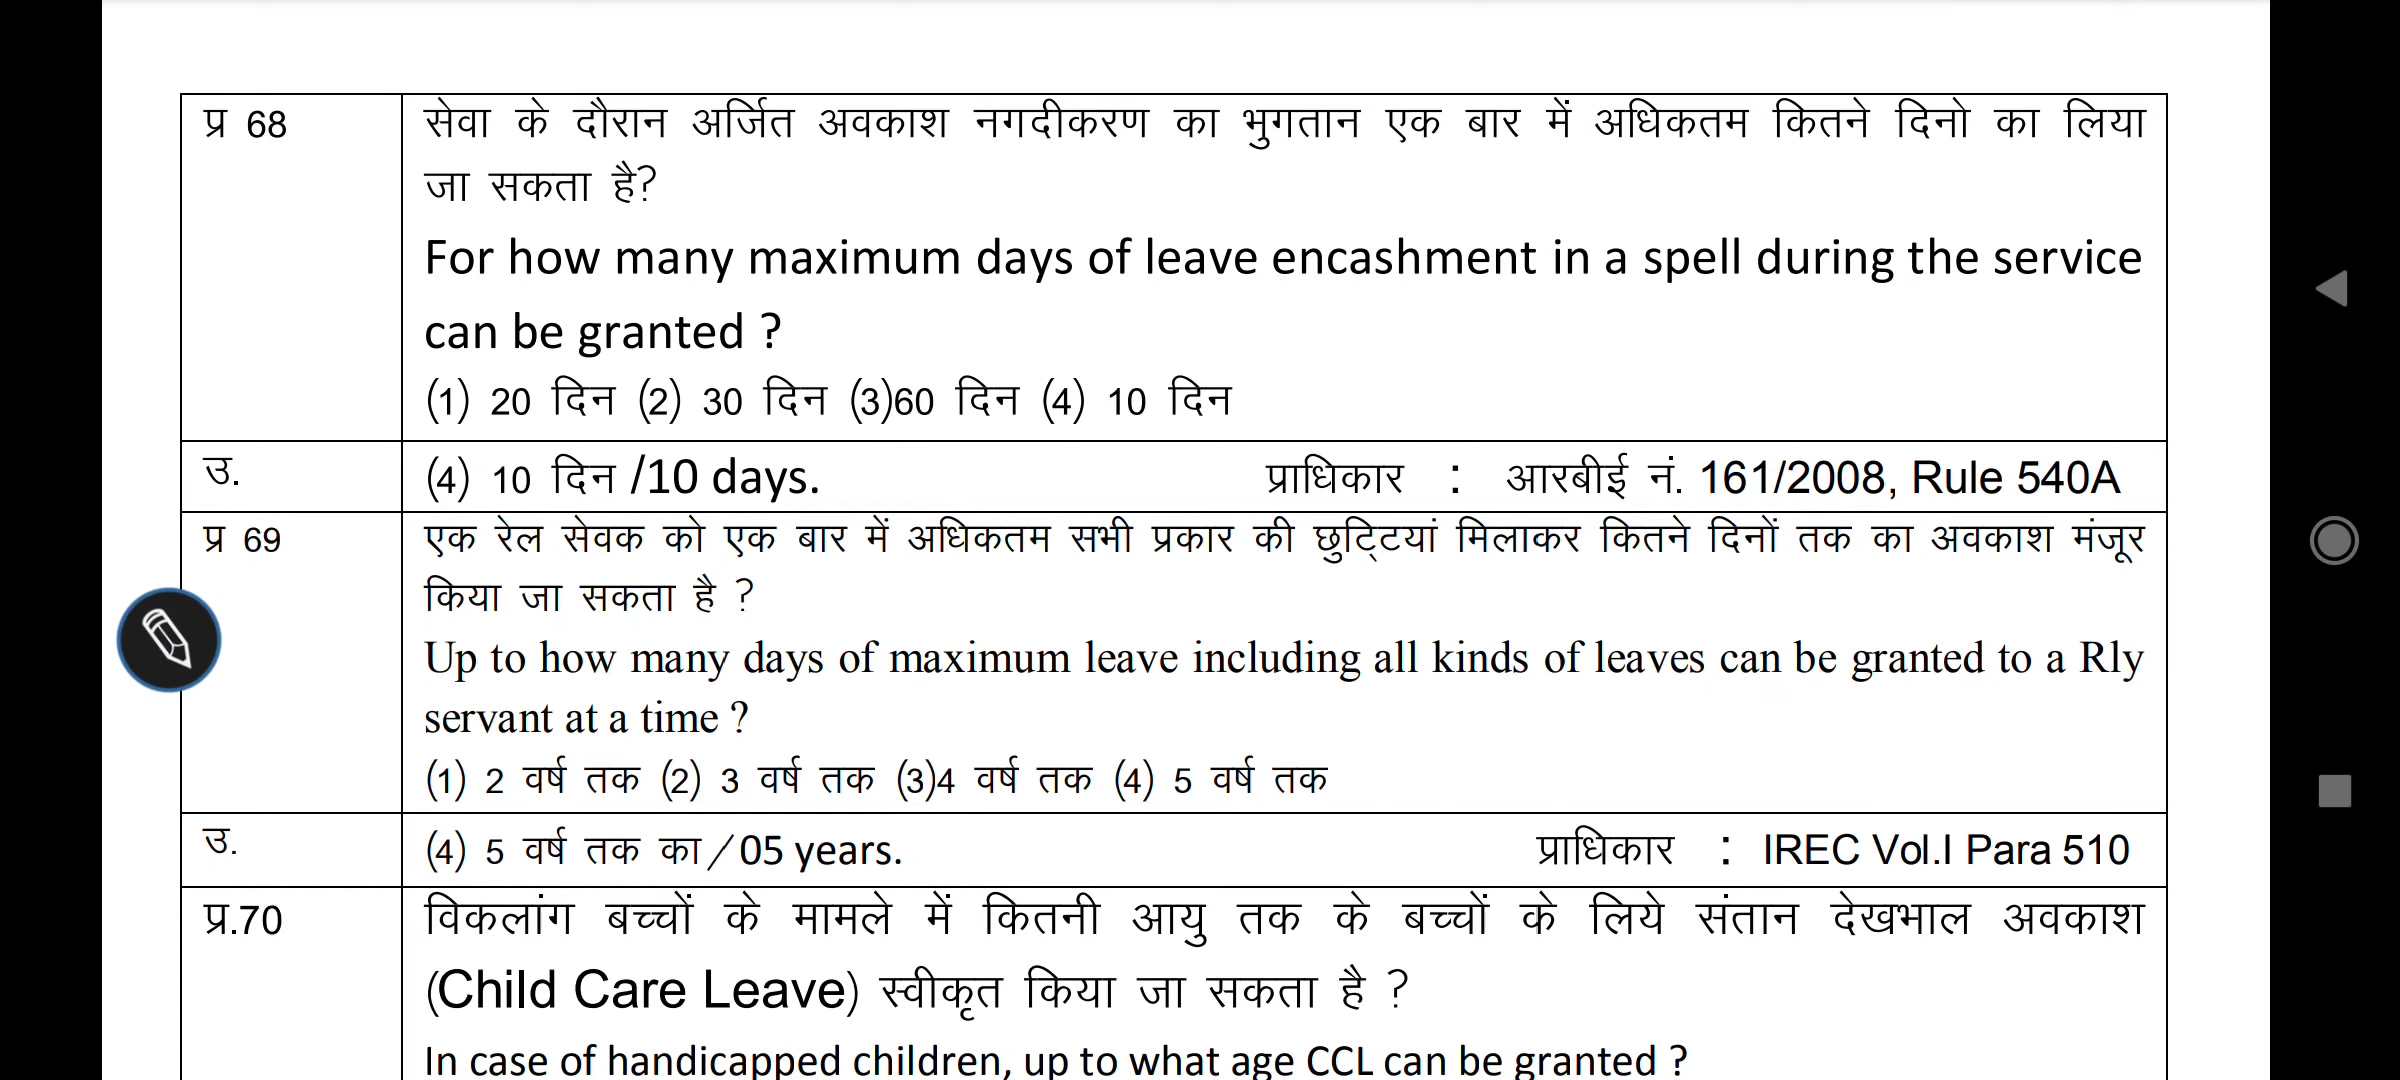 प्र 68
सेवा के दौरान अर्जित अवकाश नगदीकरण का भुगतान एक बार में अधिकतम कितने दिनो का लिया
जा सकता है?
For how many maximum days of leave encashment in a spell during the service
can be granted ?
(1) 20 दिन (2) 30 दिन (3)60 दिन (4) 10 दिन
उ.
(4) 10 दिन /10 days. प्राधिकार : आरबीई नं. 161/2008, Rule 540A
प्र 69
एक रेल सेवक को एक बार में अधिकतम सभी प्रकार की छुट्टियां मिलाकर कितने दिनों तक का अवकाश मंजूर
किया जा सकता है ?
Up to how many days of maximum leave including all kinds of leaves can be granted to a Rly
servant at a time ?
(1) 2 वर्ष तक (2) 3 वर्ष तक (3)4 वर्ष तक (4) 5 वर्ष तक
उ.
(4) 5 वर्ष तक का/05 years. प्राधिकार : IREC Vol.I Para 510
प्र.70
विकलांग बच्चों के मामले में कितनी आयु तक के बच्चों के लिये संतान देखभाल अवकाश
(Child Care Leave) स्वीकृत किया जा सकता है ?
In case of handicapped children, up to what age CCL can be granted ?